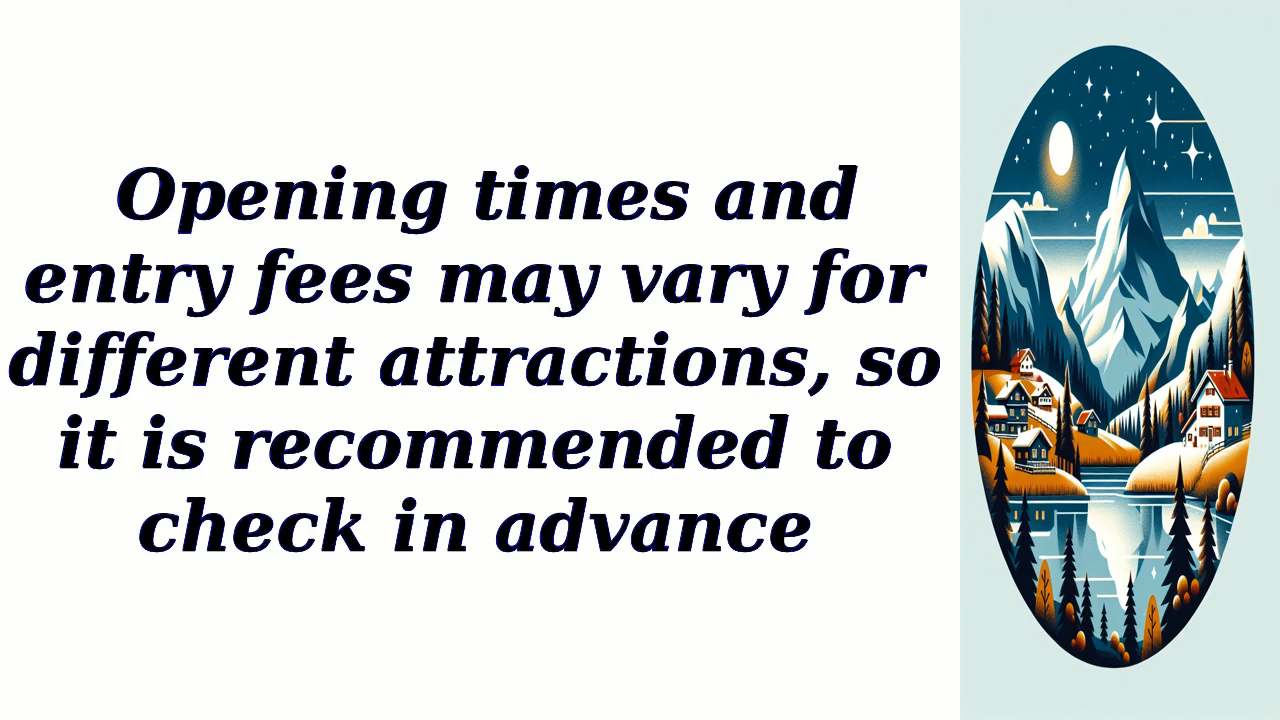 Opening times and
entry fees may vary for
different attractions, so
it is recommended to
check in advance